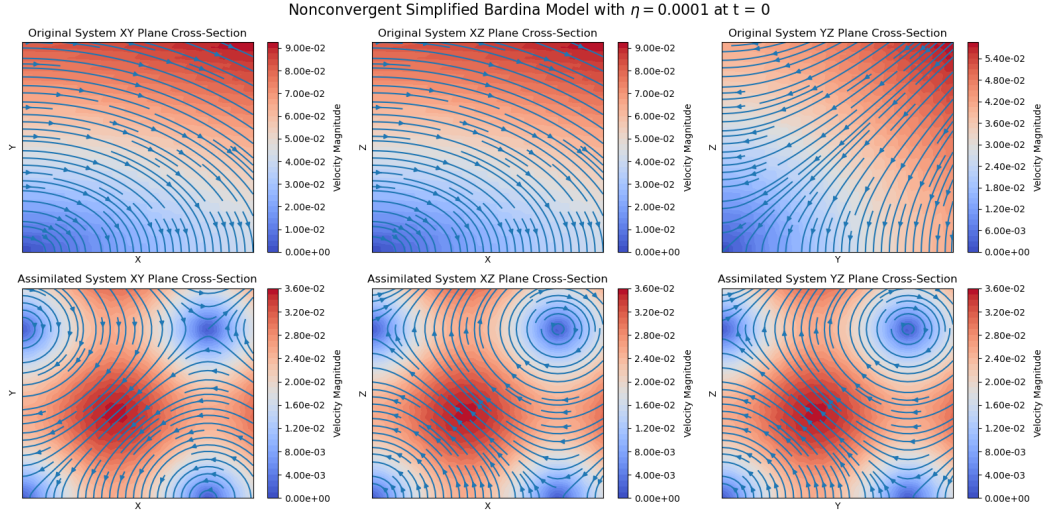 Nonconvergent Simplified Bardina Model with η = 0.0001 at t = 0
Original System XY Plane Cross-Section
Y
X
9.00e-02
8.00e-02
7.00e-02
6.00e-02
5.00e-02
4.00e-02
3.00e-02
2.00e-02
1.00e-02
0.00e+00
Velocity Magnitude
Original System XZ Plane Cross-Section
Z
X
9.00e-02
8.00e-02
7.00e-02
6.00e-02
5.00e-02
4.00e-02
3.00e-02
2.00e-02
1.00e-02
0.00e+00
Velocity Magnitude
Original System YZ Plane Cross-Section
Z
Y
5.40e-02
4.80e-02
4.20e-02
3.60e-02
3.00e-02
2.40e-02
1.80e-02
1.20e-02
6.00e-03
0.00e+00
Velocity Magnitude
Assimilated System XY Plane Cross-Section
Y
X
3.60e-02
3.20e-02
2.80e-02
2.40e-02
2.00e-02
1.60e-02
1.20e-02
8.00e-03
4.00e-03
0.00e+00
Velocity Magnitude
Assimilated System XZ Plane Cross-Section
Z
X
3.60e-02
3.20e-02
2.80e-02
2.40e-02
2.00e-02
1.60e-02
1.20e-02
8.00e-03
4.00e-03
0.00e+00
Velocity Magnitude
Assimilated System YZ Plane Cross-Section
Z
Y
3.60e-02
3.20e-02
2.80e-02
2.40e-02
2.00e-02
1.60e-02
1.20e-02
8.00e-03
4.00e-03
0.00e+00
Velocity Magnitude